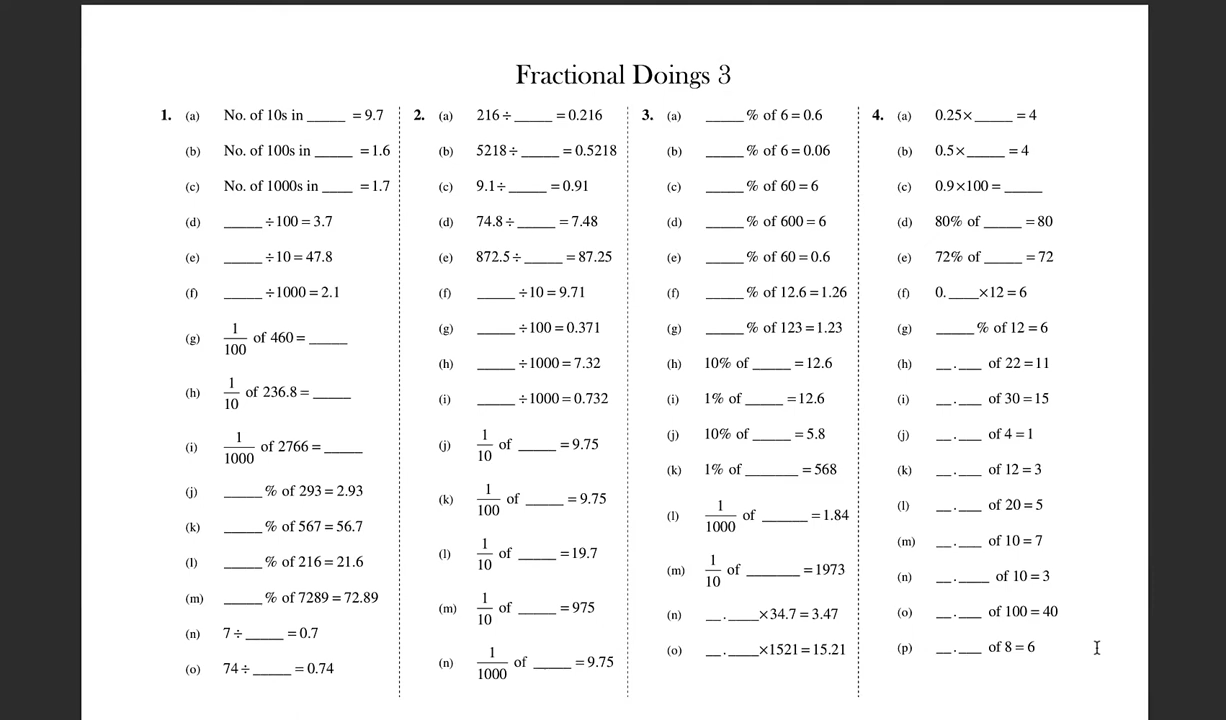 Fractional Doings 3
1. (a) No. of 10s in _____ = 9.7
(b) No. of 100s in _____ = 1.6
(c) No. of 1000s in ____ = 1.7
(d) _____ ÷ 100 = 3.7
(e) _____ ÷ 10 = 47.8
(f) _____ ÷ 1000 = 2.1
(g) 1/100 of 460 = _____
(h) 1/10 of 236.8 = _____
(i) 1/1000 of 2766 = _____
(j) _____ % of 293 = 2.93
(k) _____ % of 567 = 56.7
(l) _____ % of 216 = 21.6
(m) _____ % of 7289 = 72.89
(n) 7 ÷ _____ = 0.7
(o) 74 ÷ _____ = 0.74
2. (a) 216 ÷ _____ = 0.216
(b) 5218 ÷ _____ = 0.5218
(c) 9.1 ÷ _____ = 0.91
(d) 74.8 ÷ _____ = 7.48
(e) 872.5 ÷ _____ = 87.25
(f) _____ ÷ 10 = 9.71
(g) _____ ÷ 100 = 0.371
(h) _____ ÷ 1000 = 7.32
(i) _____ ÷ 1000 = 0.732
(j) 1/10 of _____ = 9.75
(k) 1/100 of _____ = 9.75
(l) 1/10 of _____ = 19.7
(m) 1/10 of _____ = 975
(n) 1/1000 of _____ = 9.75
3. (a) _____ % of 6 = 0.6
(b) _____ % of 6 = 0.06
(c) _____ % of 60 = 6
(d) _____ % of 600 = 6
(e) _____ % of 60 = 0.6
(f) _____ % of 12.6 = 1.26
(g) _____ % of 123 = 1.23
(h) 10% of _____ = 12.6
(i) 1% of _____ = 12.6
(j) 10% of _____ = 5.8
(k) 1% of _______ = 568
(l) 1/1000 of ______ = 1.84
(m) 1/10 of _______ = 1973
(n) __.____ × 34.7 = 3.47
(o) __.____ × 1521 = 15.21
4. (a) 0.25 × _____ = 4
(b) 0.5 × _____ = 4
(c) 0.9 × 100 = _____
(d) 80% of _____ = 80
(e) 72% of _____ = 72
(f) 0.____ × 12 = 6
(g) _____ % of 12 = 6
(h) __.___ of 22 = 11
(i) __.___ of 30 = 15
(j) __.___ of 4 = 1
(k) __.___ of 12 = 3
(l) __.___ of 20 = 5
(m) __.___ of 10 = 7
(n) __.____ of 10 = 3
(o) __.___ of 100 = 40
(p) __.___ of 8 = 6